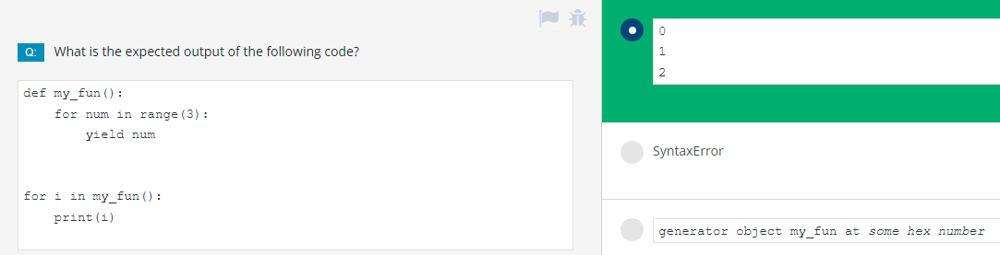 Q: What is the expected output of the following code?
def my_fun():
    for num in range(3):
        yield num
for i in my_fun():
    print(i)
0
1
2
SyntaxError
generator object my_fun at some hex number